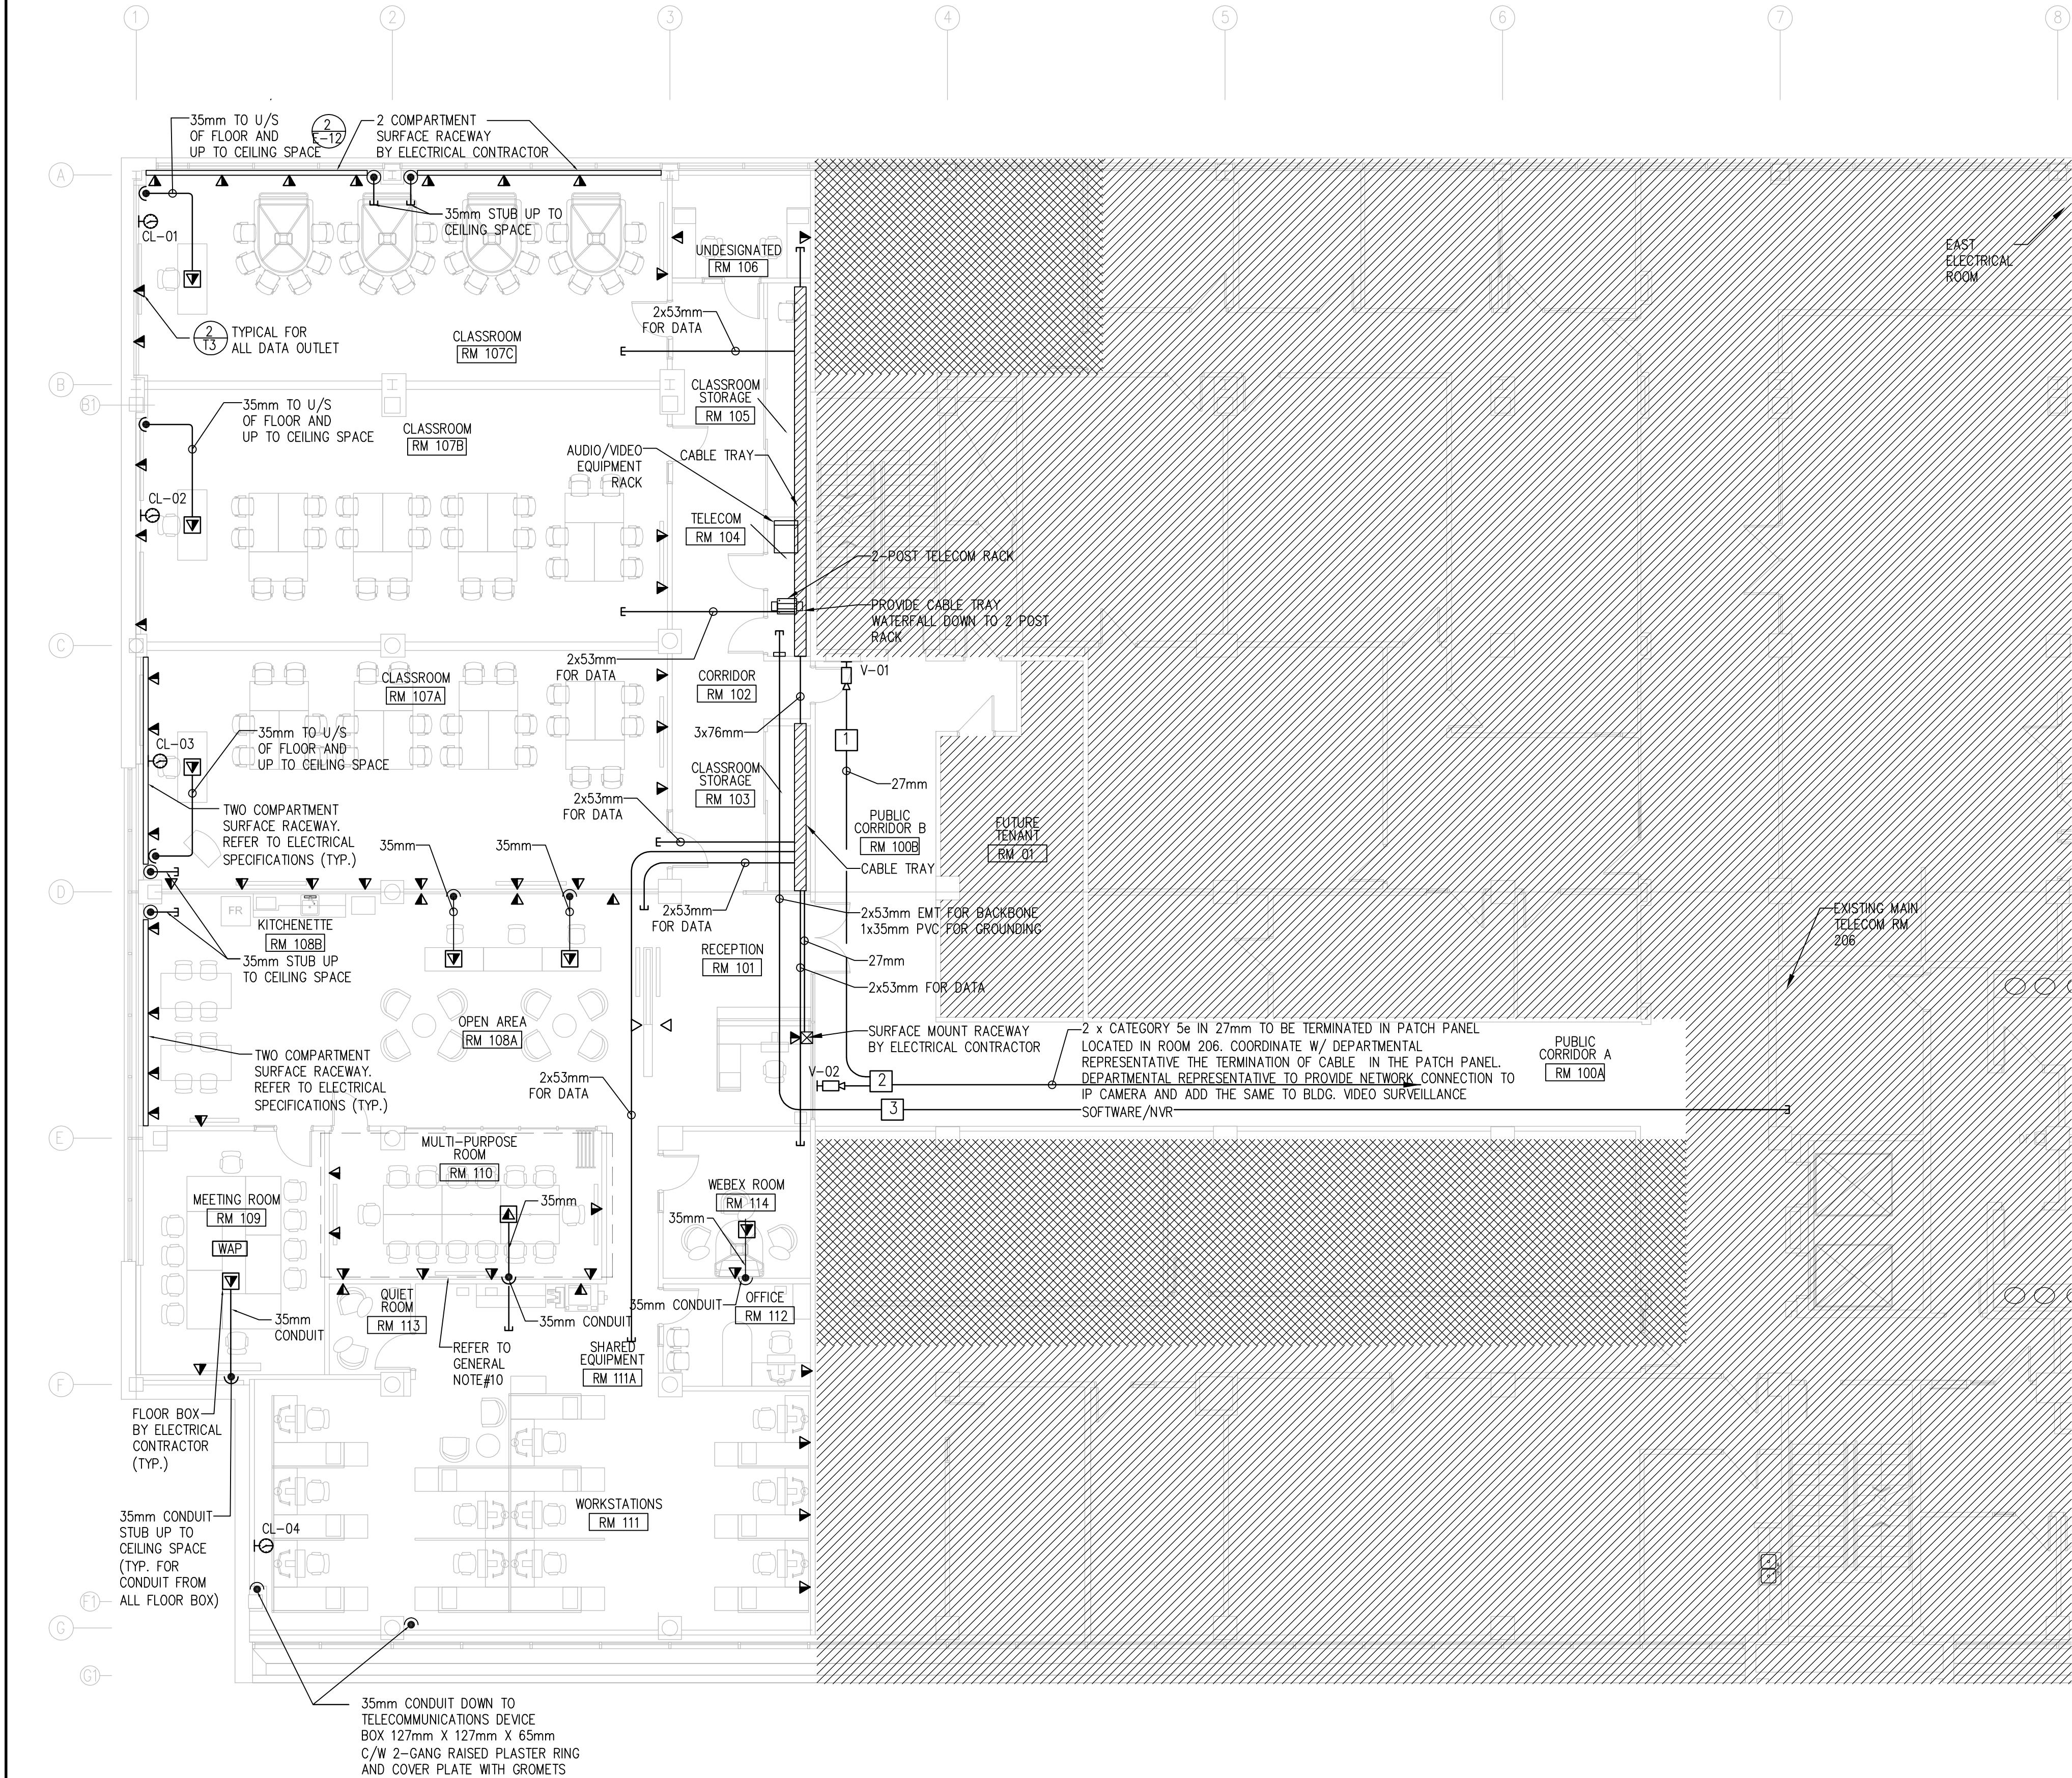 1
2
3
4
5
6
7
8
35mm TO U/S
OF FLOOR AND
UP TO CEILING SPACE
2
E-12
2 COMPARTMENT
SURFACE RACEWAY
BY ELECTRICAL CONTRACTOR
A
35mm STUB UP TO
CEILING SPACE
CL-01
UNDESIGNATED
RM 106
EAST
ELECTRICAL
ROOM
2
T3
TYPICAL FOR
ALL DATA OUTLET
2x53mm
FOR DATA
CLASSROOM
RM 107C
B
B1
CLASSROOM
STORAGE
RM 105
35mm TO U/S
OF FLOOR AND
UP TO CEILING SPACE
CLASSROOM
RM 107B
AUDIO/VIDEO
EQUIPMENT
RACK
CABLE TRAY
CL-02
TELECOM
RM 104
2-POST TELECOM RACK
PROVIDE CABLE TRAY
WATERFALL DOWN TO 2 POST
RACK
C
2x53mm
FOR DATA
CLASSROOM
RM 107A
CORRIDOR
RM 102
V-01
CL-03
35mm TO U/S
OF FLOOR AND
UP TO CEILING SPACE
3x76mm
1
27mm
CLASSROOM
STORAGE
RM 103
2x53mm
FOR DATA
TWO COMPARTMENT
SURFACE RACEWAY.
REFER TO ELECTRICAL
SPECIFICATIONS (TYP.)
PUBLIC
CORRIDOR B
RM 100B
FUTURE
TENANT
RM 01
35mm
35mm
CABLE TRAY
D
FR
KITCHENETTE
RM 108B
2x53mm
FOR DATA
2x53mm EMT FOR BACKBONE
1x35mm PVC FOR GROUNDING
EXISTING MAIN
TELECOM RM
206
35mm STUB UP
TO CEILING SPACE
RECEPTION
RM 101
27mm
2x53mm FOR DATA
OPEN AREA
RM 108A
SURFACE MOUNT RACEWAY
BY ELECTRICAL CONTRACTOR
2 x CATEGORY 5e IN 27mm TO BE TERMINATED IN PATCH PANEL
LOCATED IN ROOM 206. COORDINATE W/ DEPARTMENTAL
REPRESENTATIVE THE TERMINATION OF CABLE IN THE PATCH PANEL.
DEPARTMENTAL REPRESENTATIVE TO PROVIDE NETWORK CONNECTION TO
IP CAMERA AND ADD THE SAME TO BLDG. VIDEO SURVEILLANCE
SOFTWARE/NVR
PUBLIC
CORRIDOR A
RM 100A
TWO COMPARTMENT
SURFACE RACEWAY.
REFER TO ELECTRICAL
SPECIFICATIONS (TYP.)
2x53mm
FOR DATA
V-02
2
3
E
MULTI-PURPOSE
ROOM
RM 110
MEETING ROOM
RM 109
WAP
35mm
WEBEX ROOM
RM 114
35mm
QUIET
ROOM
RM 113
35mm
CONDUIT
35mm CONDUIT
35mm CONDUIT
OFFICE
RM 112
REFER TO
GENERAL
NOTE#10
SHARED
EQUIPMENT
RM 111A
F
FLOOR BOX
BY ELECTRICAL
CONTRACTOR
(TYP.)
WORKSTATIONS
RM 111
35mm CONDUIT
STUB UP TO
CEILING SPACE
(TYP. FOR
CONDUIT FROM
ALL FLOOR BOX)
CL-04
F1
G
G1
35mm CONDUIT DOWN TO
TELECOMMUNICATIONS DEVICE
BOX 127mm X 127mm X 65mm
C/W 2-GANG RAISED PLASTER RING
AND COVER PLATE WITH GROMETS